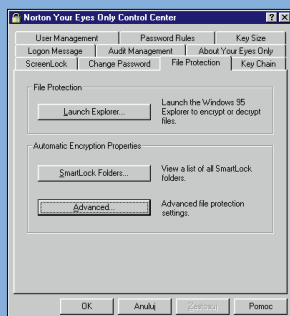 Norton Your Eyes Only Control Center
User Management Password Rules Key Size
Logon Message Audit Management About Your Eyes Only
ScreenLock Change Password File Protection Key Chain
File Protection
Launch Explorer...
Launch the Windows 95
Explorer to encrypt or decrypt
files.
Automatic Encryption Properties
SmartLock Folders...
View a list of all SmartLock
folders.
Advanced...
Advanced file protection
settings.
OK Anuluj Zastosuj Pomoc